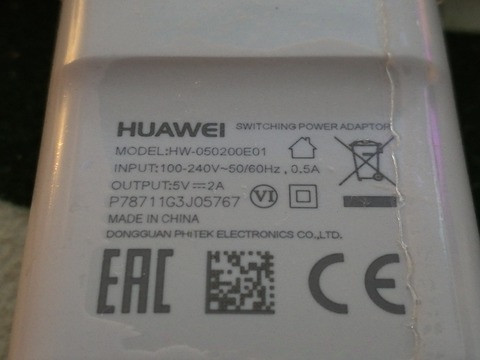 HUAWEI SWITCHING POWER ADAPTOR
MODEL:HW-050200E01
INPUT:100-240V~50/60Hz, 0.5A
OUTPUT:5V⎓2A
P78711G3J05767 VI
MADE IN CHINA
DONGGUAN PHITEK ELECTRONICS CO.,LTD.
EAC CE